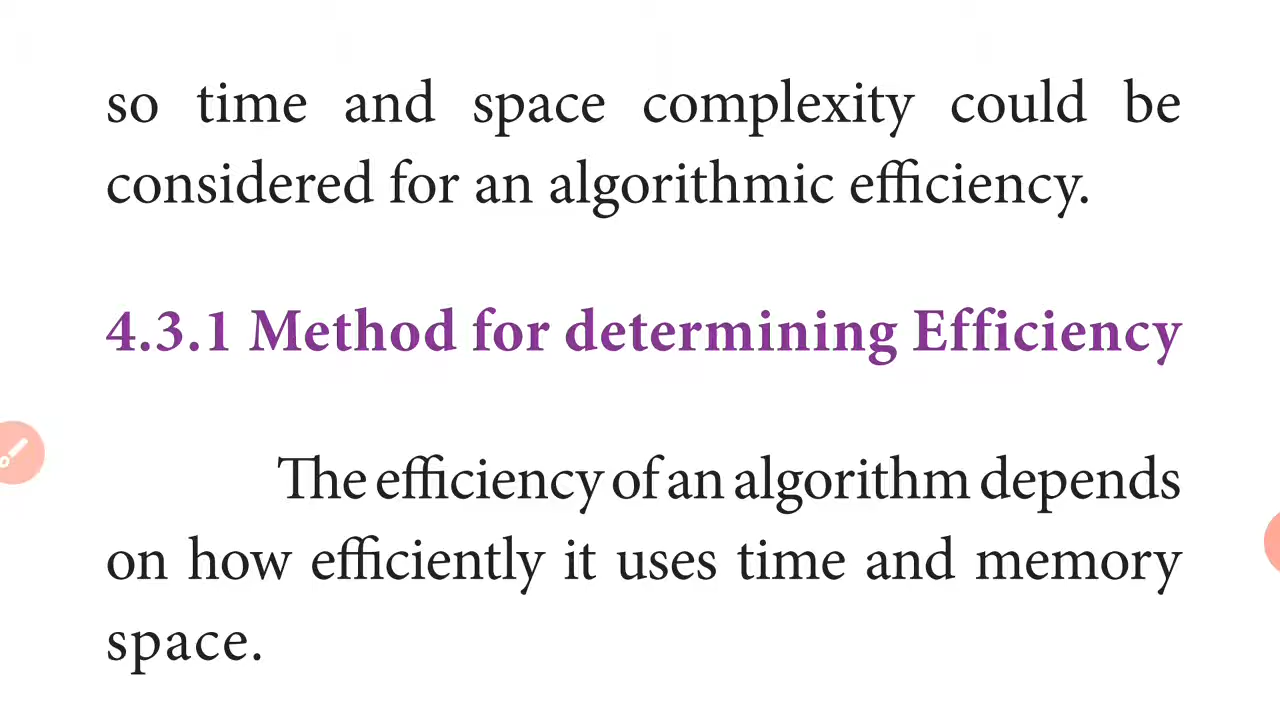 so time and space complexity could be
considered for an algorithmic efficiency.
4.3.1 Method for determining Efficiency
The efficiency of an algorithm depends
on how efficiently it uses time and memory
space.